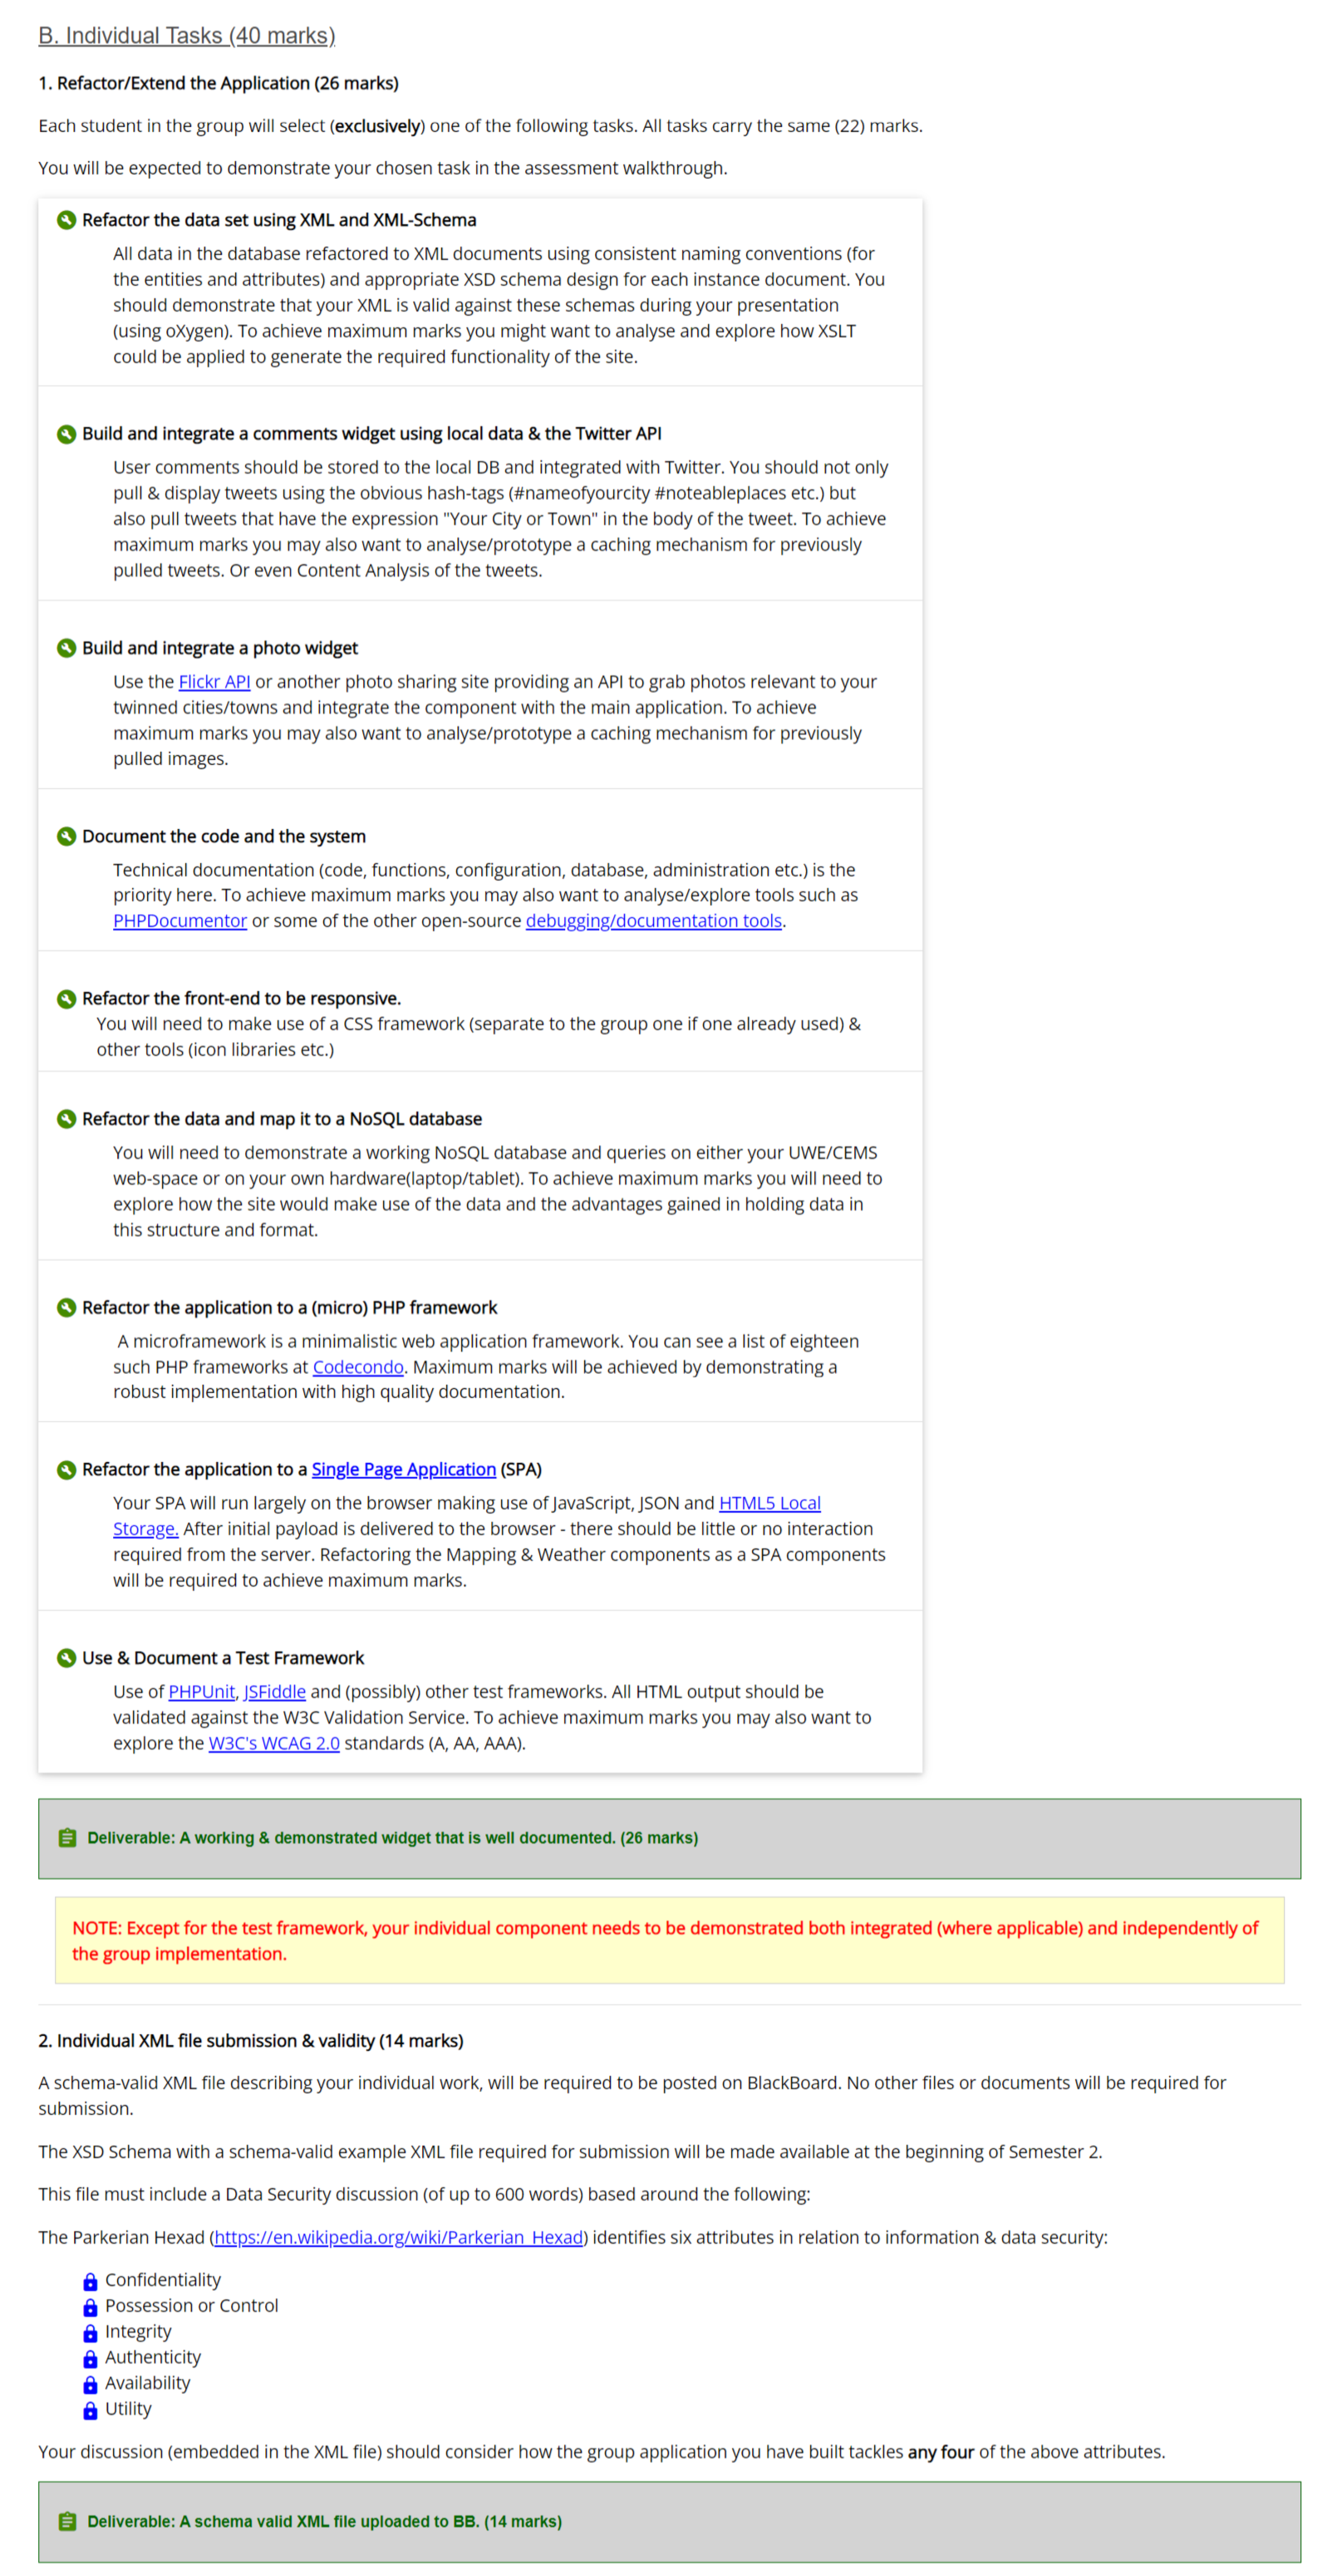 B. Individual Tasks (40 marks)
1. Refactor/Extend the Application (26 marks)
Each student in the group will select (exclusively) one of the following tasks. All tasks carry the same (22) marks.
You will be expected to demonstrate your chosen task in the assessment walkthrough.
Refactor the data set using XML and XML-Schema
All data in the database refactored to XML documents using consistent naming conventions (for
the entities and attributes) and appropriate XSD schema design for each instance document. You
should demonstrate that your XML is valid against these schemas during your presentation
(using oXygen). To achieve maximum marks you might want to analyse and explore how XSLT
could be applied to generate the required functionality of the site.
Build and integrate a comments widget using local data & the Twitter API
User comments should be stored to the local DB and integrated with Twitter. You should not only
pull & display tweets using the obvious hash-tags (#nameofyourcity #noteableplaces etc.) but
also pull tweets that have the expression "Your City or Town" in the body of the tweet. To achieve
maximum marks you may also want to analyse/prototype a caching mechanism for previously
pulled tweets. Or even Content Analysis of the tweets.
Build and integrate a photo widget
Use the Flickr API or another photo sharing site providing an API to grab photos relevant to your
twinned cities/towns and integrate the component with the main application. To achieve
maximum marks you may also want to analyse/prototype a caching mechanism for previously
pulled images.
Document the code and the system
Technical documentation (code, functions, configuration, database, administration etc.) is the
priority here. To achieve maximum marks you may also want to analyse/explore tools such as
PHPDocumentor or some of the other open-source debugging/documentation tools.
Refactor the front-end to be responsive.
You will need to make use of a CSS framework (separate to the group one if one already used) &
other tools (icon libraries etc.)
Refactor the data and map it to a NoSQL database
You will need to demonstrate a working NoSQL database and queries on either your UWE/CEMS
web-space or on your own hardware(laptop/tablet). To achieve maximum marks you will need to
explore how the site would make use of the data and the advantages gained in holding data in
this structure and format.
Refactor the application to a (micro) PHP framework
A microframework is a minimalistic web application framework. You can see a list of eighteen
such PHP frameworks at Codecondo. Maximum marks will be achieved by demonstrating a
robust implementation with high quality documentation.
Refactor the application to a Single Page Application (SPA)
Your SPA will run largely on the browser making use of JavaScript, JSON and HTML5 Local
Storage. After initial payload is delivered to the browser - there should be little or no interaction
required from the server. Refactoring the Mapping & Weather components as a SPA components
will be required to achieve maximum marks.
Use & Document a Test Framework
Use of PHPUnit, JSFiddle and (possibly) other test frameworks. All HTML output should be
validated against the W3C Validation Service. To achieve maximum marks you may also want to
explore the W3C's WCAG 2.0 standards (A, AA, AAA).
Deliverable: A working & demonstrated widget that is well documented. (26 marks)
NOTE: Except for the test framework, your individual component needs to be demonstrated both integrated (where applicable) and independently of
the group implementation.
2. Individual XML file submission & validity (14 marks)
A schema-valid XML file describing your individual work, will be required to be posted on BlackBoard. No other files or documents will be required for
submission.
The XSD Schema with a schema-valid example XML file required for submission will be made available at the beginning of Semester 2.
This file must include a Data Security discussion (of up to 600 words) based around the following:
The Parkerian Hexad (https://en.wikipedia.org/wiki/Parkerian_Hexad) identifies six attributes in relation to information & data security:
Confidentiality
Possession or Control
Integrity
Authenticity
Availability
Utility
Your discussion (embedded in the XML file) should consider how the group application you have built tackles any four of the above attributes.
Deliverable: A schema valid XML file uploaded to BB. (14 marks)